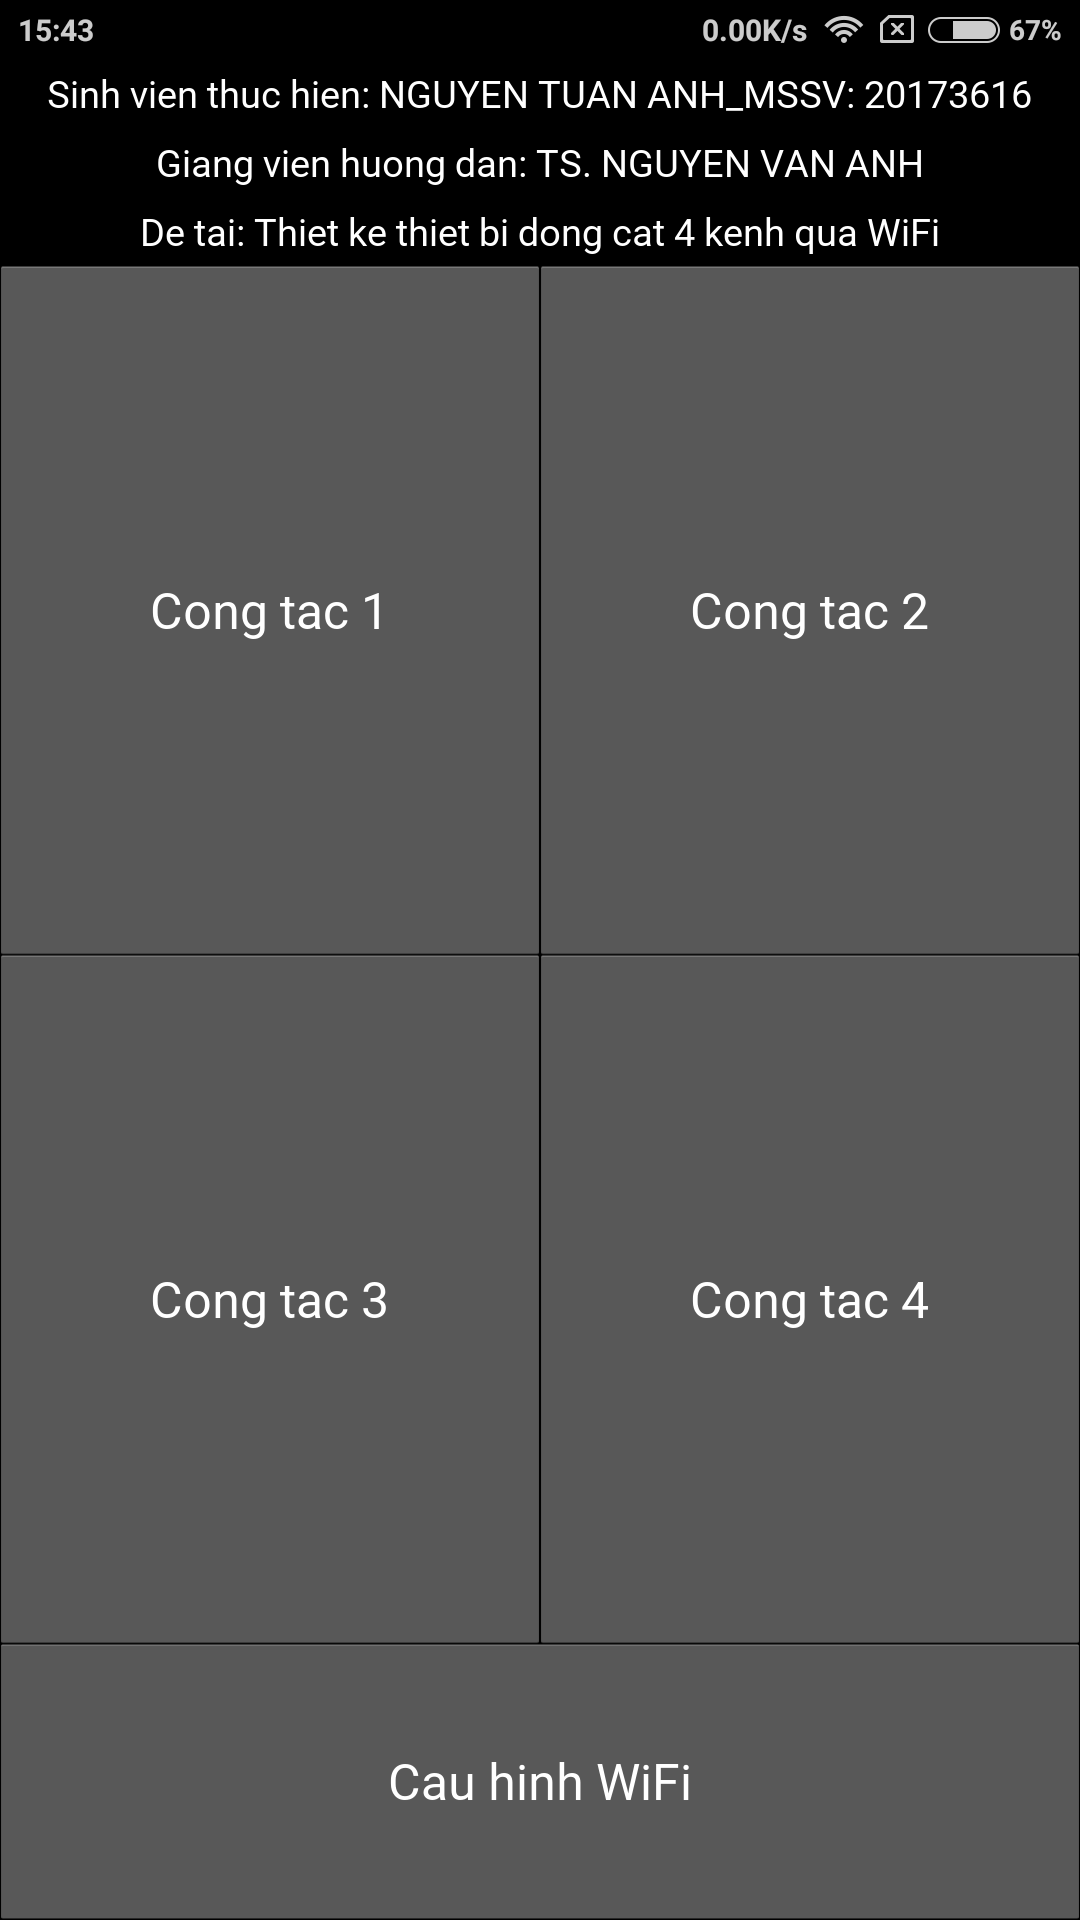 15:43 0.00K/s 67%
Sinh vien thuc hien: NGUYEN TUAN ANH_MSSV: 20173616
Giang vien huong dan: TS. NGUYEN VAN ANH
De tai: Thiet ke thiet bi dong cat 4 kenh qua WiFi
Cong tac 1
Cong tac 2
Cong tac 3
Cong tac 4
Cau hinh WiFi